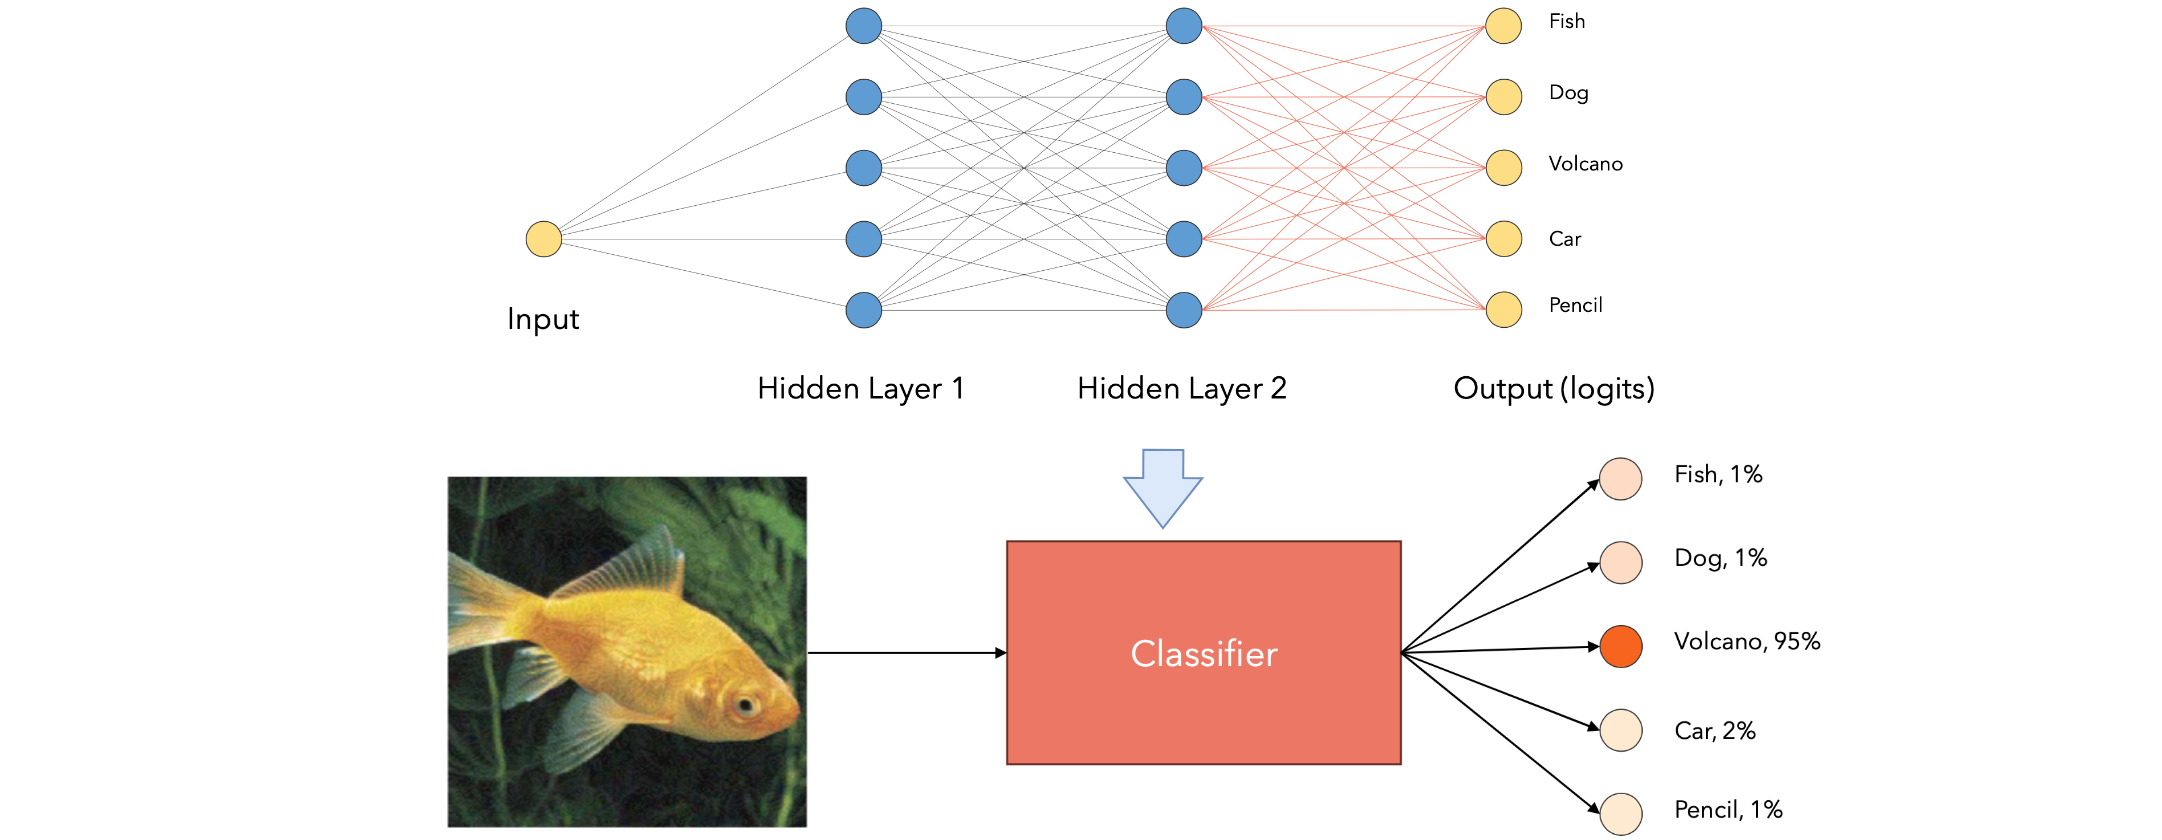 Fish
Dog
Volcano
Car
Pencil
Input
Hidden Layer 1
Hidden Layer 2
Output (logits)
Classifier
Fish, 1%
Dog, 1%
Volcano, 95%
Car, 2%
Pencil, 1%